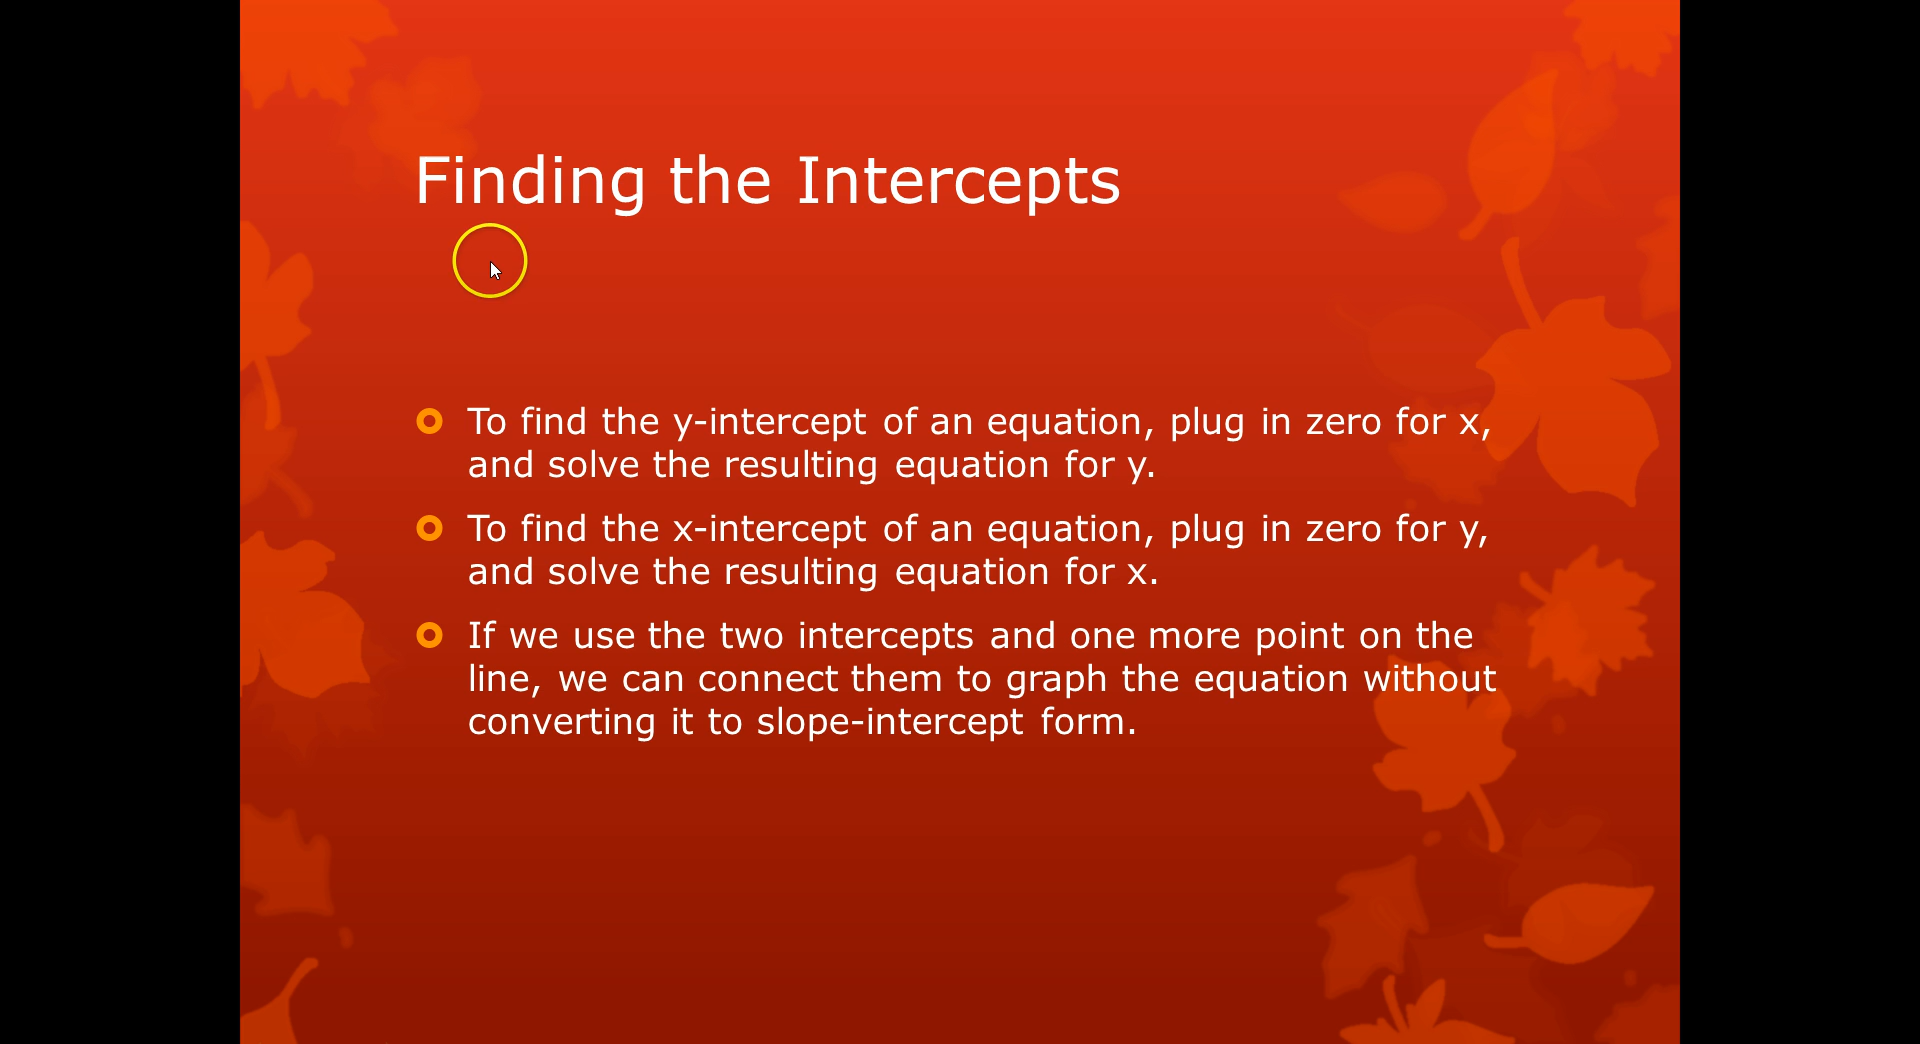 Finding the Intercepts
To find the y-intercept of an equation, plug in zero for x,
and solve the resulting equation for y.
To find the x-intercept of an equation, plug in zero for y,
and solve the resulting equation for x.
If we use the two intercepts and one more point on the
line, we can connect them to graph the equation without
converting it to slope-intercept form.